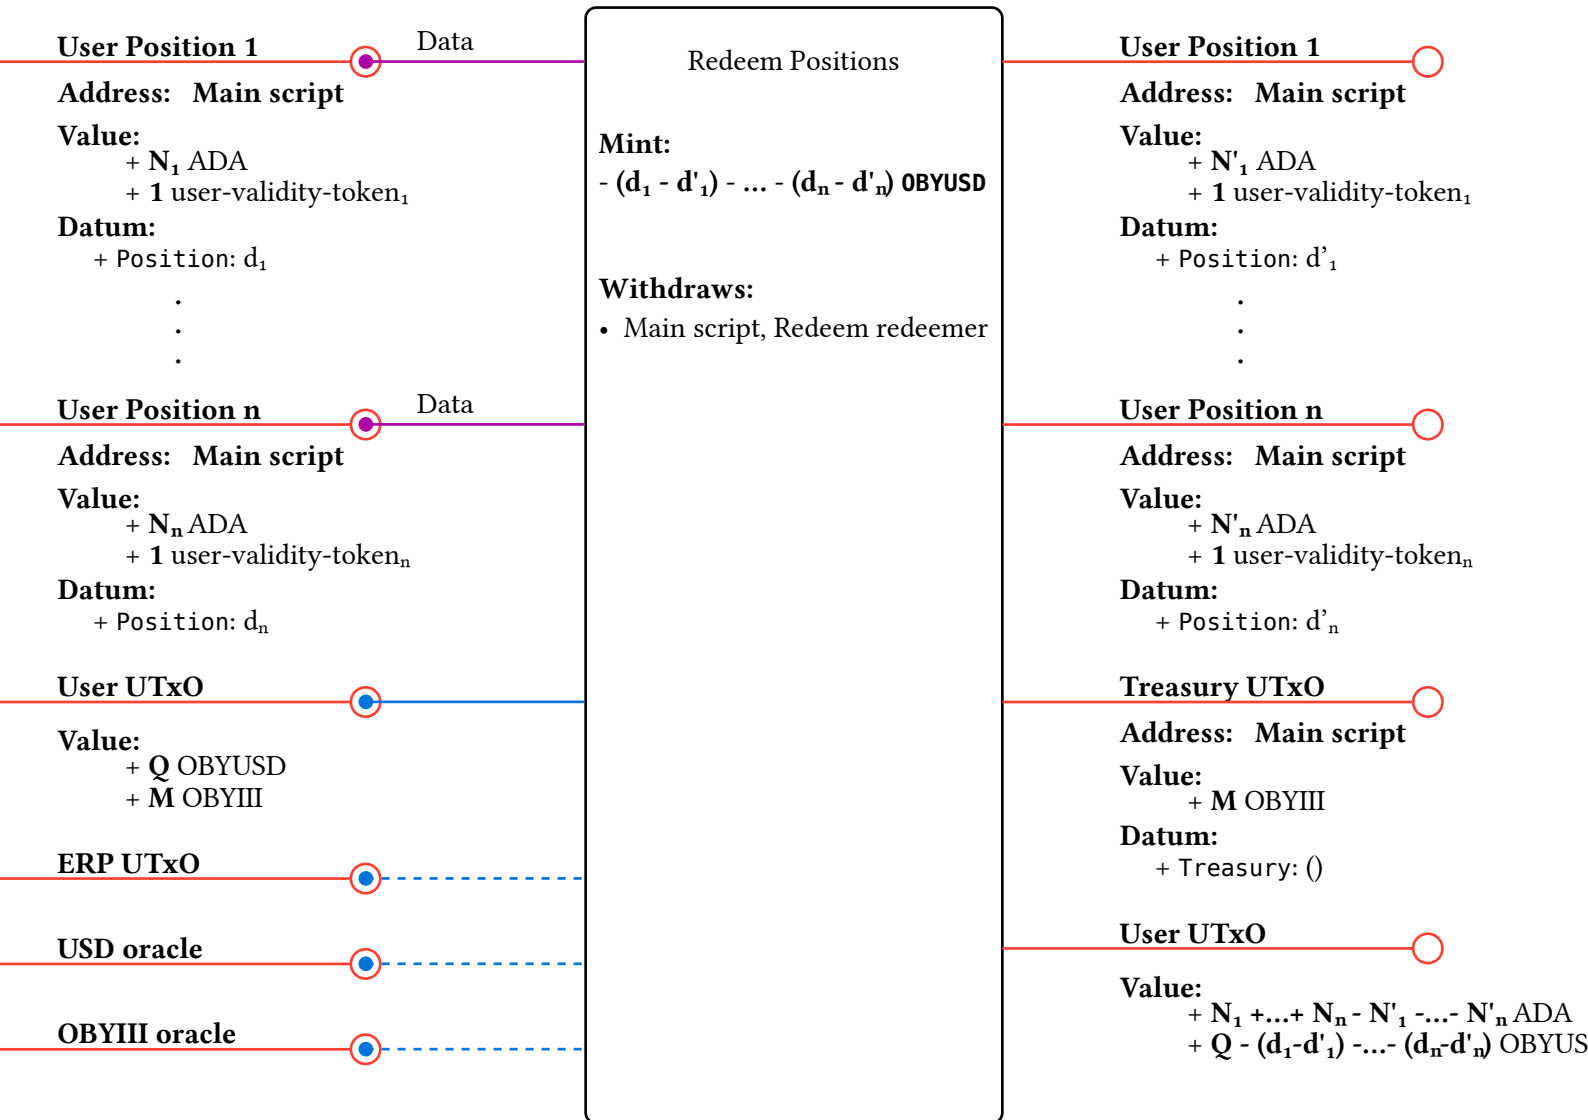 User Position 1
Data
Address: Main script
Value:
+ N₁ ADA
+ 1 user-validity-token₁
Datum:
+ Position: d₁
.
.
.
User Position n
Data
Address: Main script
Value:
+ Nₙ ADA
+ 1 user-validity-tokenₙ
Datum:
+ Position: dₙ
User UTxO
Value:
+ Q OBYUSD
+ M OBYIII
ERP UTxO
USD oracle
OBYIII oracle
Redeem Positions
Mint:
- (d₁ - d'₁) - ... - (dₙ - d'ₙ) OBYUSD
Withdraws:
• Main script, Redeem redeemer
User Position 1
Address: Main script
Value:
+ N'₁ ADA
+ 1 user-validity-token₁
Datum:
+ Position: d’₁
.
.
.
User Position n
Address: Main script
Value:
+ N'ₙ ADA
+ 1 user-validity-tokenₙ
Datum:
+ Position: d’ₙ
Treasury UTxO
Address: Main script
Value:
+ M OBYIII
Datum:
+ Treasury: ()
User UTxO
Value:
+ N₁ +...+ Nₙ - N'₁ -...- N'ₙ ADA
+ Q - (d₁-d'₁) -...- (dₙ-d'ₙ) OBYUS